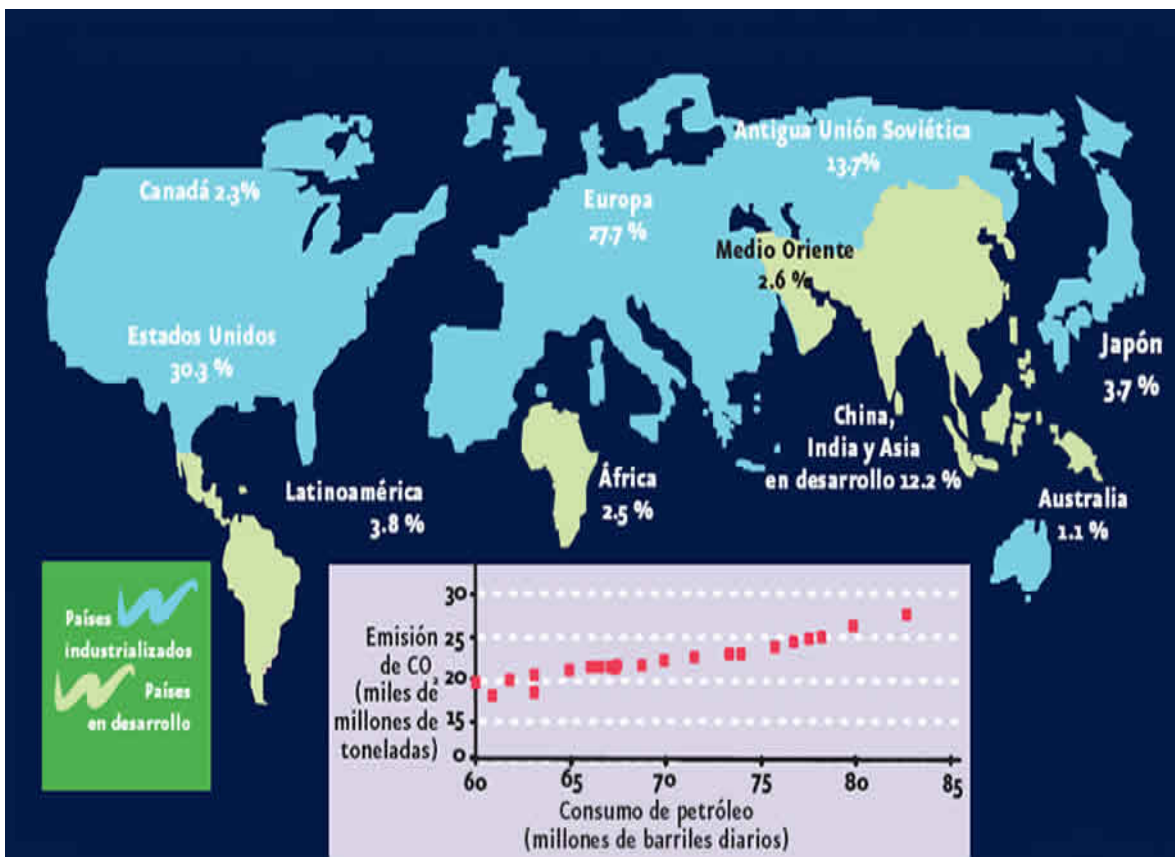 Canadá 2.3%
Estados Unidos
30.3 %
Europa
27.7 %
Antigua Unión Soviética
13.7%
Medio Oriente
2.6 %
Japón
3.7 %
China,
India y Asia
en desarrollo 12.2 %
Latinoamérica
3.8 %
África
2.5 %
Australia
1.1 %
Países
industrializados
Países
en desarrollo
Emisión
de CO₂
(miles de
millones de
toneladas)
30
25
20
15
0
60 65 70 75 80 85
Consumo de petróleo
(millones de barriles diarios)